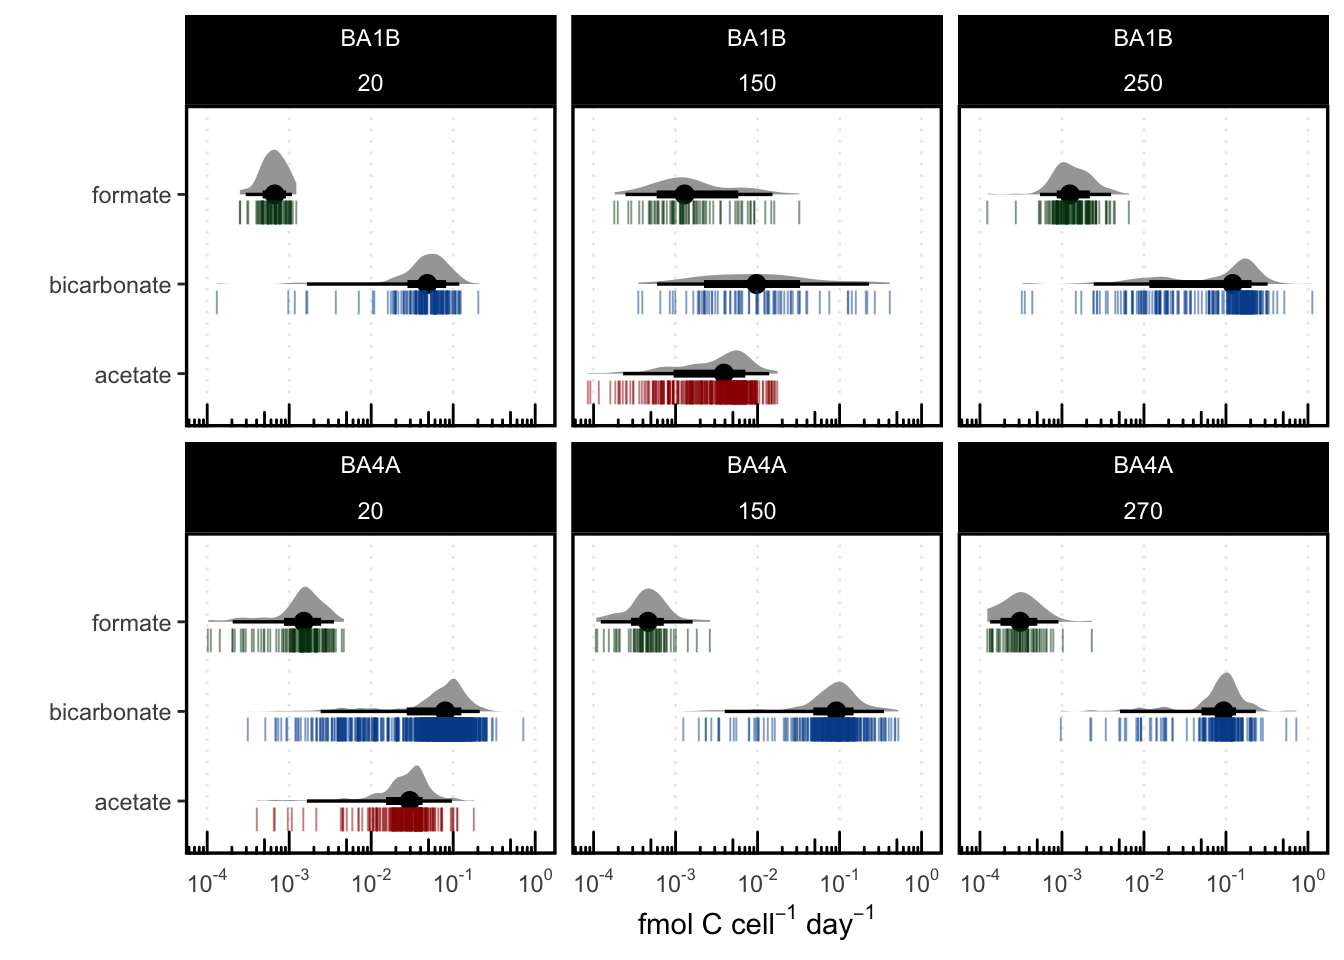 BA1B BA1B BA1B
20 150 250
formate
bicarbonate
acetate
BA4A BA4A BA4A
20 150 270
formate
bicarbonate
acetate
10⁻⁴ 10⁻³ 10⁻² 10⁻¹ 10⁰ 10⁻⁴ 10⁻³ 10⁻² 10⁻¹ 10⁰ 10⁻⁴ 10⁻³ 10⁻² 10⁻¹ 10⁰
fmol C cell⁻¹ day⁻¹